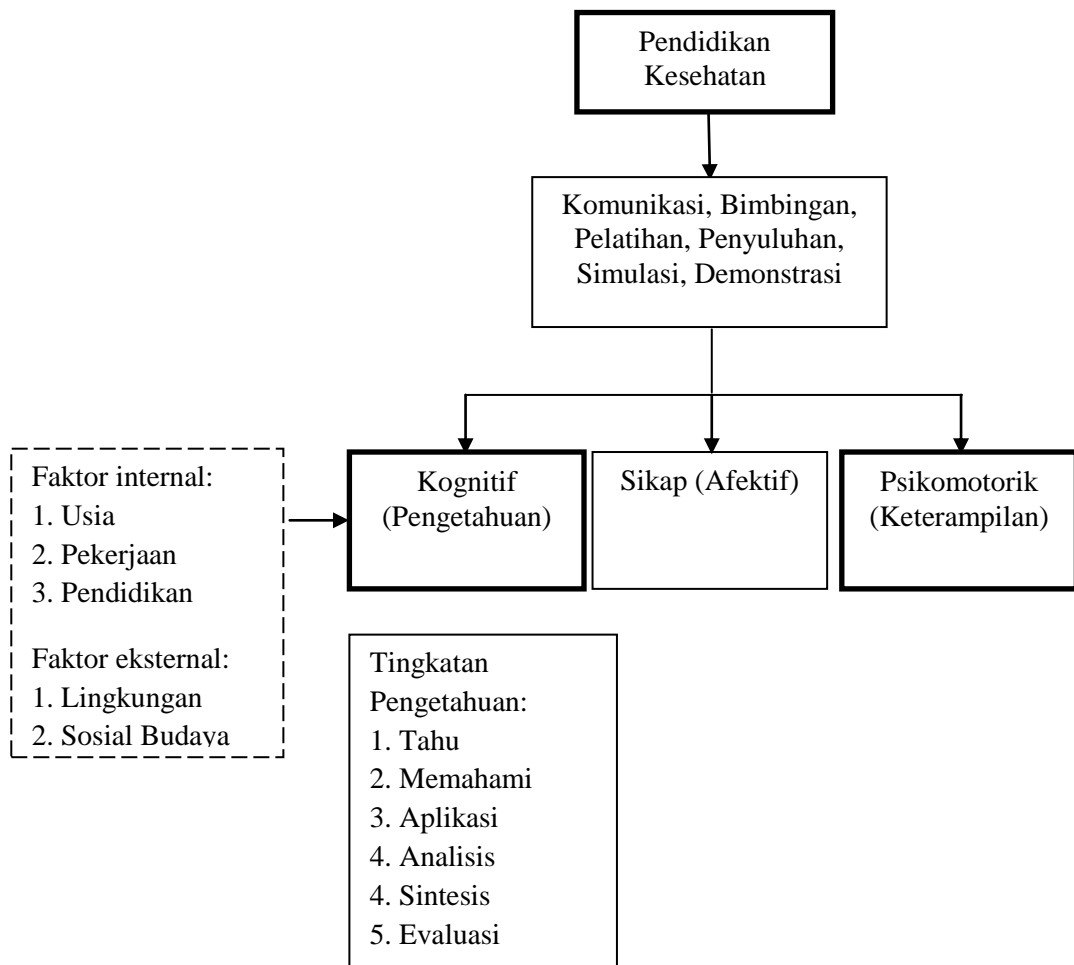 Pendidikan
Kesehatan
Komunikasi, Bimbingan,
Pelatihan, Penyuluhan,
Simulasi, Demonstrasi
Faktor internal:
1. Usia
2. Pekerjaan
3. Pendidikan
Faktor eksternal:
1. Lingkungan
2. Sosial Budaya
Kognitif
(Pengetahuan)
Sikap (Afektif)
Psikomotorik
(Keterampilan)
Tingkatan
Pengetahuan:
1. Tahu
2. Memahami
3. Aplikasi
4. Analisis
4. Sintesis
5. Evaluasi